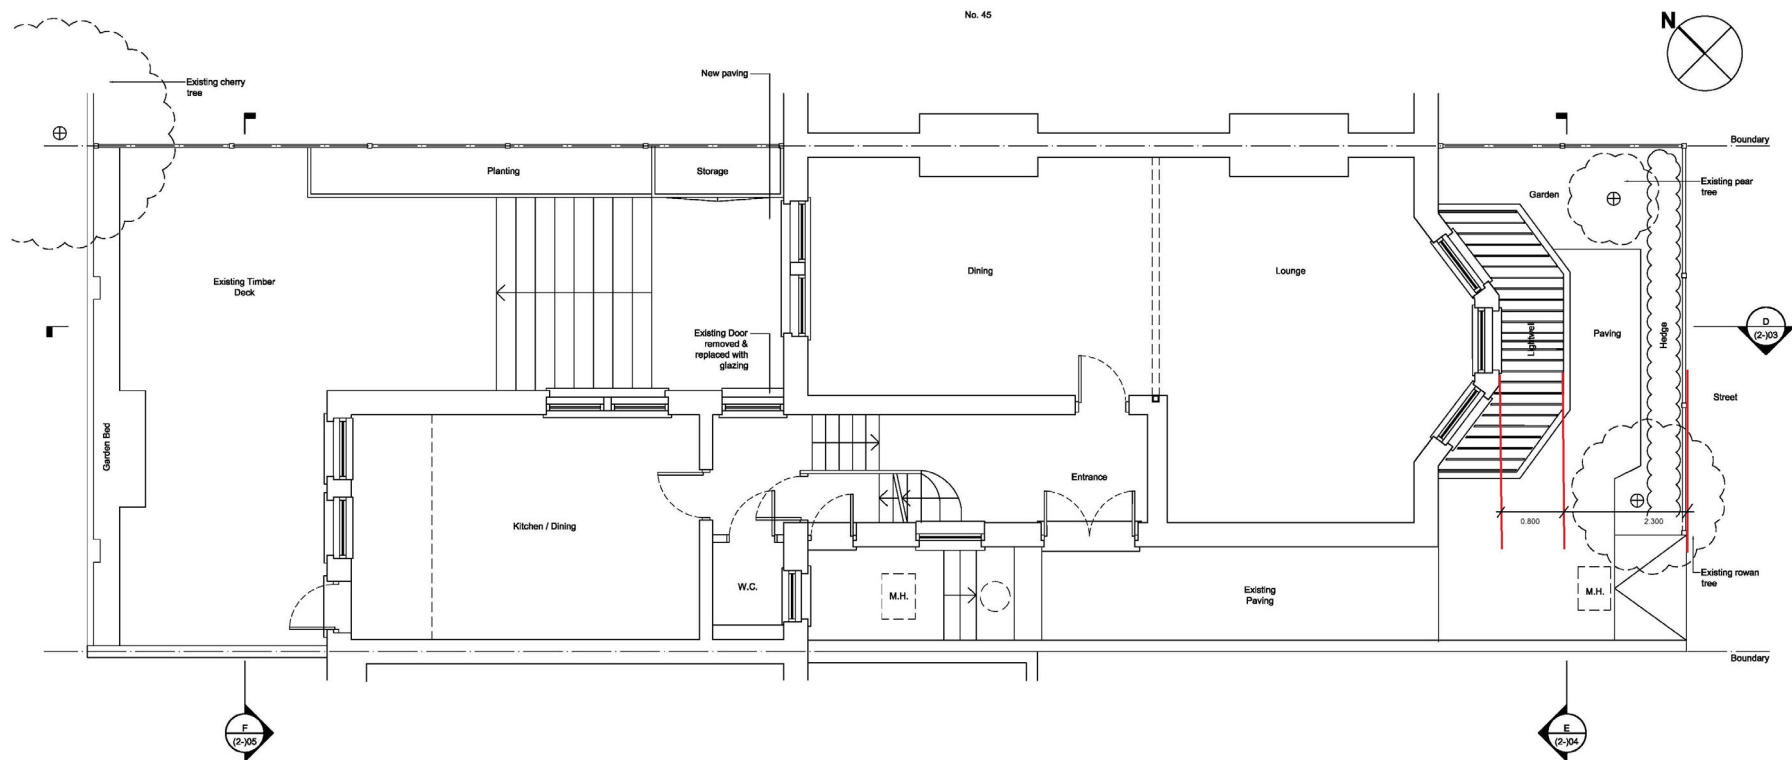 No. 45
N
Existing cherry
tree
New paving
Boundary
Planting
Storage
Existing pear
tree
Garden
Dining
Lounge
Existing Timber
Deck
Existing Door
removed &
replaced with
glazing
Lightwell
Paving
Hedge
D
(2-)03
Street
Garden Bed
Entrance
Kitchen / Dining
0.800
2.300
W.C.
M.H.
Existing
Paving
M.H.
Existing rowan
tree
Boundary
F
(2-)05
E
(2-)04